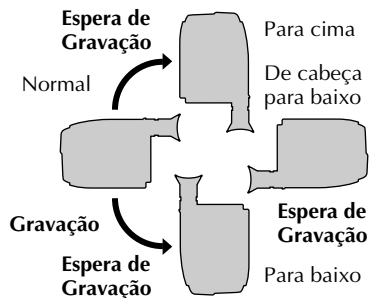 Espera de
Gravação
Para cima
Normal
De cabeça
para baixo
Gravação
Espera de
Gravação
Espera de
Gravação
Para baixo